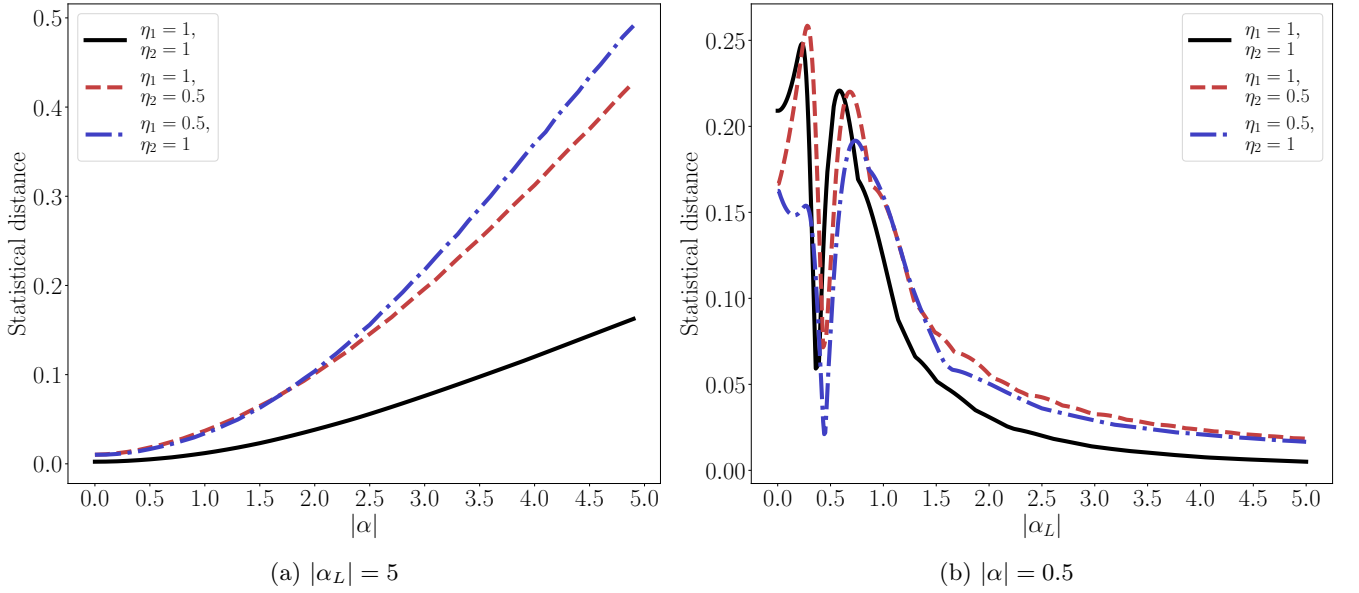 0.5
0.4
0.3
0.2
0.1
0.0
Statistical distance
η₁ = 1,
η₂ = 1
η₁ = 1,
η₂ = 0.5
η₁ = 0.5,
η₂ = 1
0.0 0.5 1.0 1.5 2.0 2.5 3.0 3.5 4.0 4.5 5.0
|α|
(a) |α_L| = 5
0.25
0.20
0.15
0.10
0.05
0.00
Statistical distance
η₁ = 1,
η₂ = 1
η₁ = 1,
η₂ = 0.5
η₁ = 0.5,
η₂ = 1
0.0 0.5 1.0 1.5 2.0 2.5 3.0 3.5 4.0 4.5 5.0
|α_L|
(b) |α| = 0.5